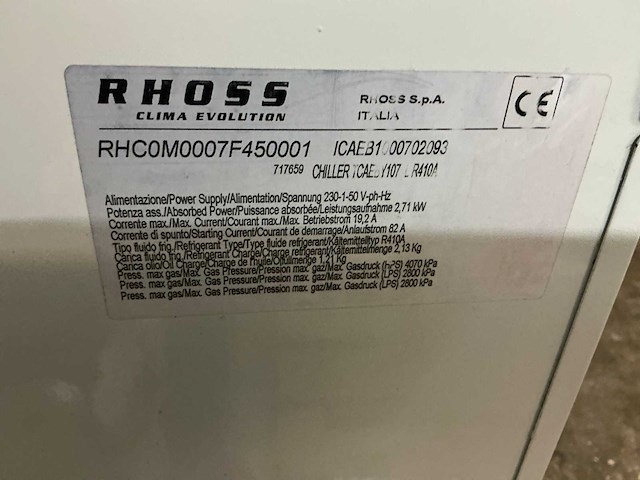 RHOSS
CLIMA EVOLUTION
RHOSS S.p.A.
ITALIA
CE
RHC0M0007F450001
717659 CHILLER R410A
Alimentazione/Power Supply/Alimentation/Spannung 230-1-50 V-ph-Hz
Potenza ass./Absorbed Power/Puissance absorbée/Leistungsaufnahme 2,71 kW
Corrente max./Max. Current/Courant max./Max. Betriebstrom 19,2 A
Corrente di spunto/Starting Current/Courant de demarrage/Anlaufstrom 82 A
Tipo fluido frig./Refrigerant Type/Type fluide refrigerant/Kältemitteltyp R410A
Carica fluido frig./Refrigerant Charge/Charge refrigerant/Kältemittelmenge 2,13 Kg
Carica olio/Oil Charge/Charge de l'huile/Ölfüllmenge 1,21 Kg
Press. max gas/Max. Gas Pressure/Pression max. gaz/Max. Gasdruck (HPS) 4070 kPa
Press. max gas/Max. Gas Pressure/Pression max. gaz/Max. Gasdruck (LPS) 2800 kPa
Press. max gas/Max. Gas Pressure/Pression max. gaz/Max. Gasdruck (LPS) 2800 kPa